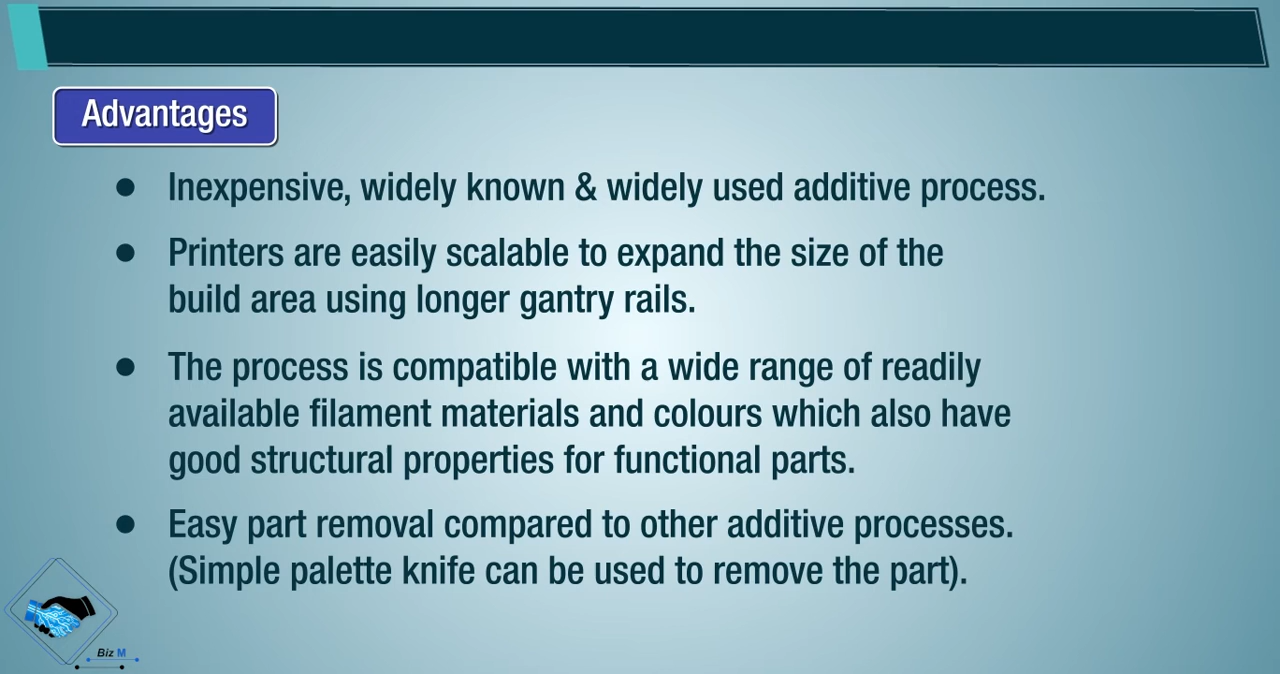 Advantages
● Inexpensive, widely known & widely used additive process.
● Printers are easily scalable to expand the size of the
build area using longer gantry rails.
● The process is compatible with a wide range of readily
available filament materials and colours which also have
good structural properties for functional parts.
● Easy part removal compared to other additive processes.
(Simple palette knife can be used to remove the part).
Biz M